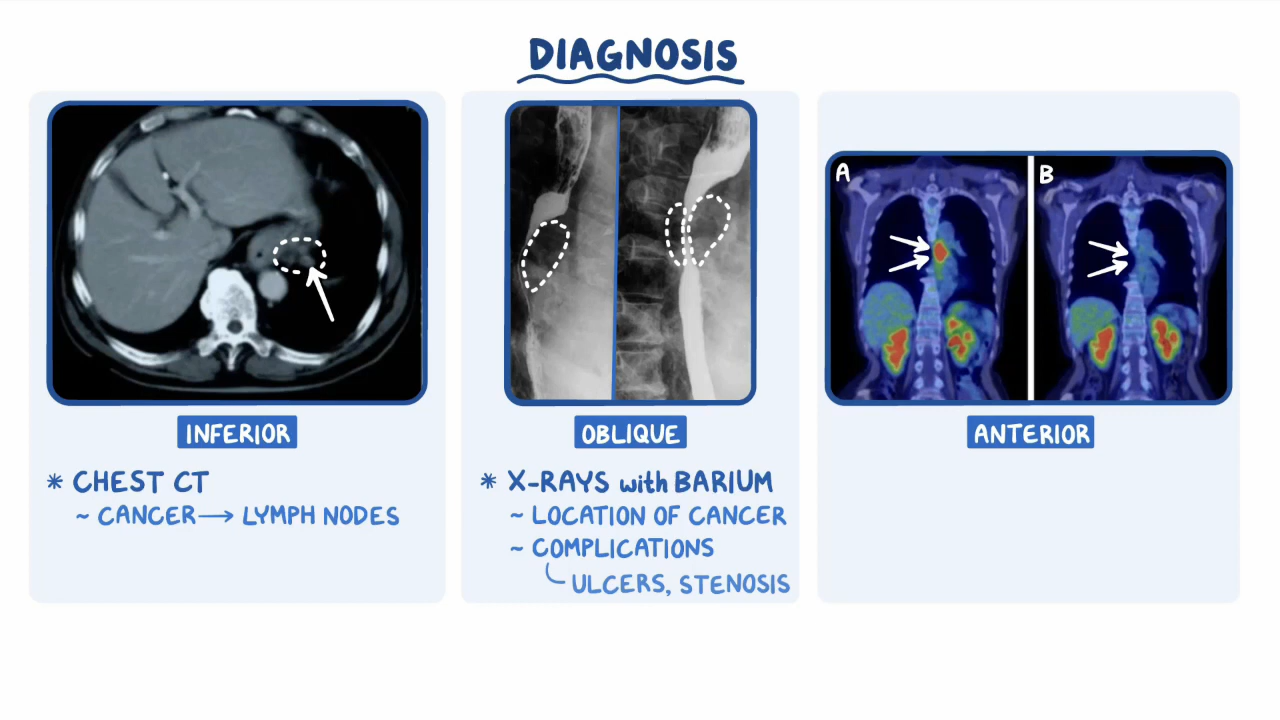 DIAGNOSIS
INFERIOR
* CHEST CT
~ CANCER → LYMPH NODES
OBLIQUE
* X-RAYS with BARIUM
~ LOCATION OF CANCER
~ COMPLICATIONS
ULCERS, STENOSIS
A
B
ANTERIOR